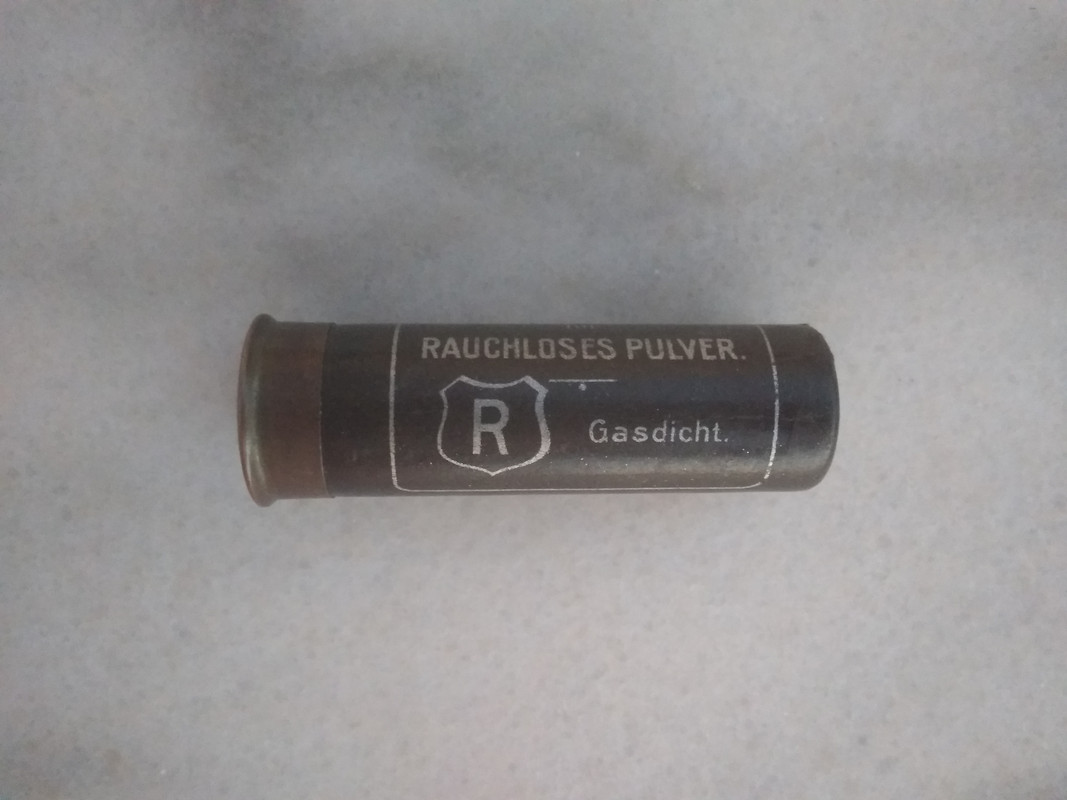 RAUCHLOSES PULVER.
R
Gasdicht.